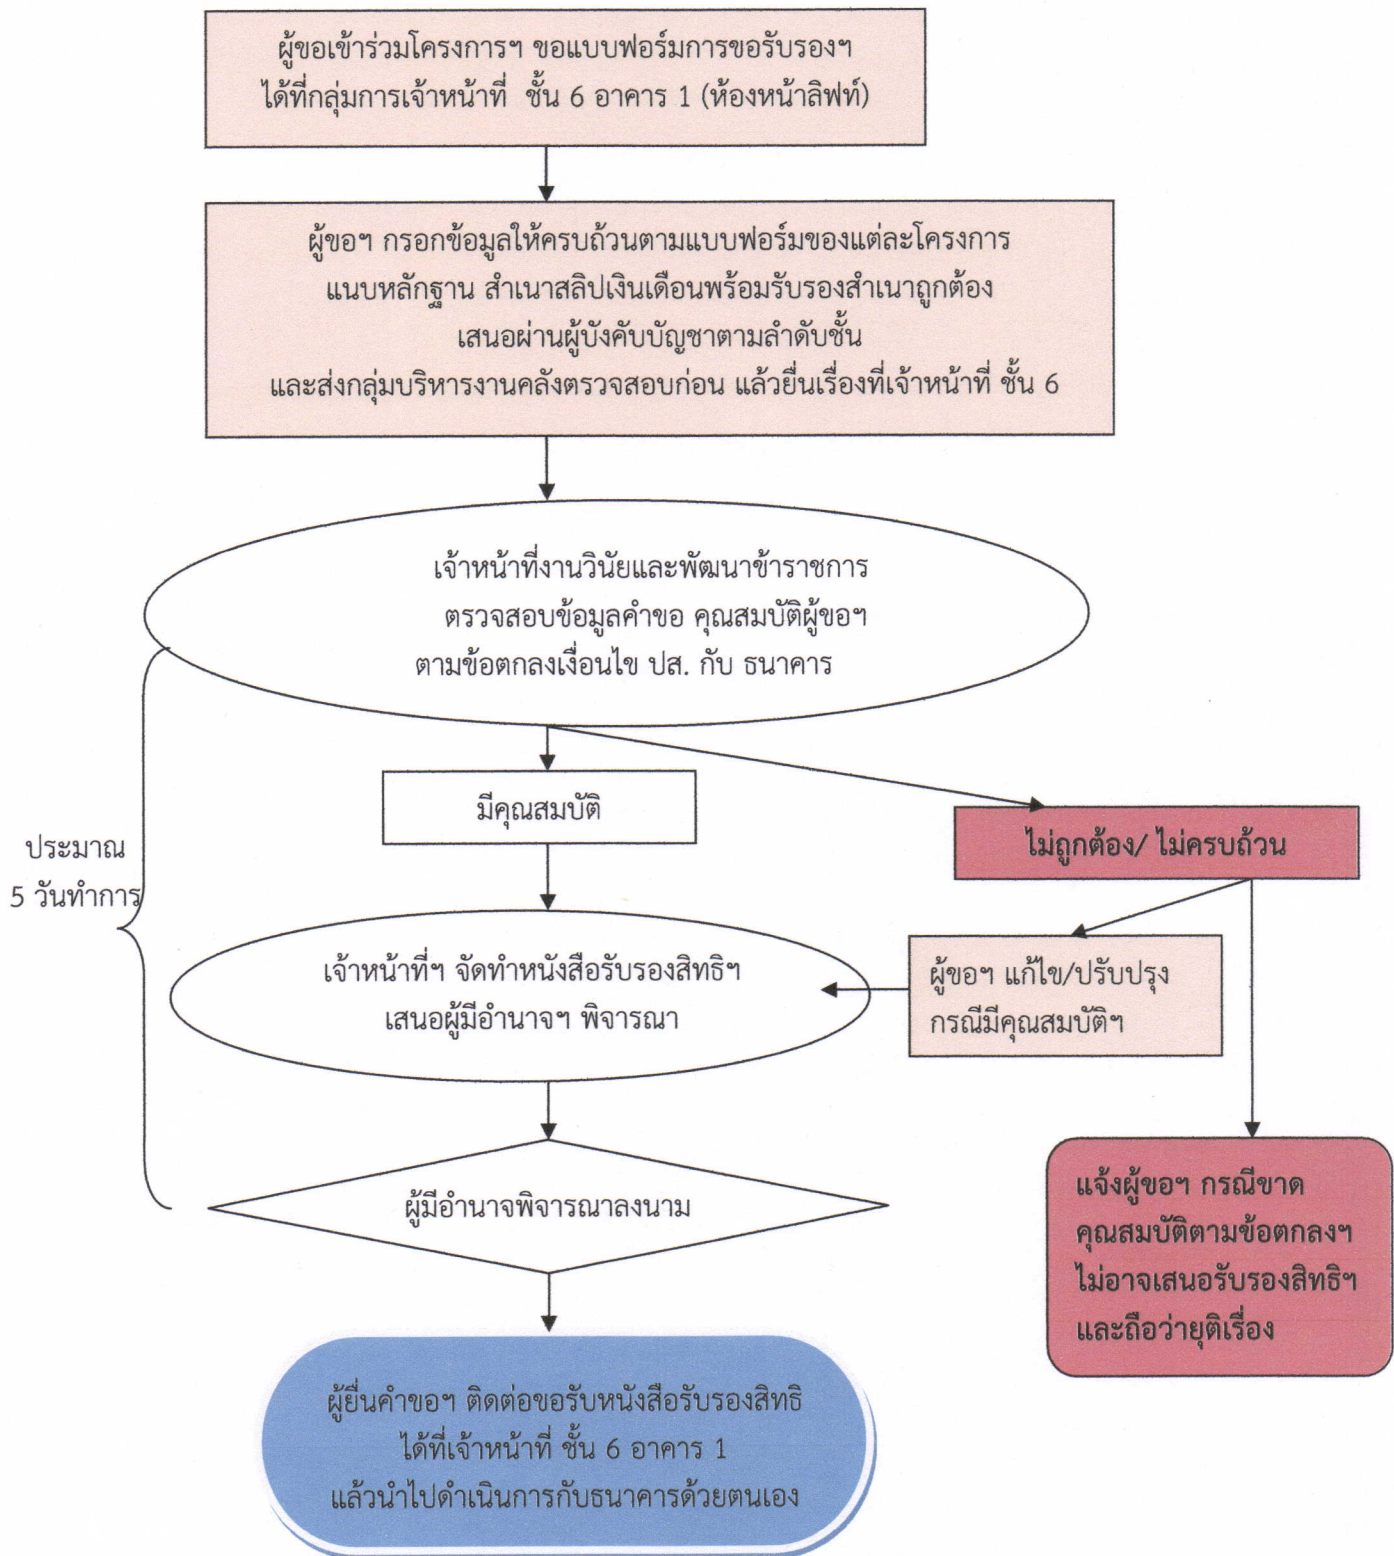 ผู้ขอเข้าร่วมโครงการฯ ขอแบบฟอร์มการขอรับรองฯ
ได้ที่กลุ่มการเจ้าหน้าที่ ชั้น 6 อาคาร 1 (ห้องหน้าลิฟท์)
ผู้ขอฯ กรอกข้อมูลให้ครบถ้วนตามแบบฟอร์มของแต่ละโครงการ
แนบหลักฐาน สำเนาสลิปเงินเดือนพร้อมรับรองสำเนาถูกต้อง
เสนอผ่านผู้บังคับบัญชาตามลำดับชั้น
และส่งกลุ่มบริหารงานคลังตรวจสอบก่อน แล้วยื่นเรื่องที่เจ้าหน้าที่ ชั้น 6
เจ้าหน้าที่งานวินัยและพัฒนาข้าราชการ
ตรวจสอบข้อมูลคำขอ คุณสมบัติผู้ขอฯ
ตามข้อตกลงเงื่อนไข ปส. กับ ธนาคาร
มีคุณสมบัติ
ไม่ถูกต้อง/ ไม่ครบถ้วน
ประมาณ
5 วันทำการ
เจ้าหน้าที่ฯ จัดทำหนังสือรับรองสิทธิฯ
เสนอผู้มีอำนาจฯ พิจารณา
ผู้ขอฯ แก้ไข/ปรับปรุง
กรณีมีคุณสมบัติฯ
ผู้มีอำนาจพิจารณาลงนาม
แจ้งผู้ขอฯ กรณีขาด
คุณสมบัติตามข้อตกลงฯ
ไม่อาจเสนอรับรองสิทธิฯ
และถือว่ายุติเรื่อง
ผู้ยื่นคำขอฯ ติดต่อขอรับหนังสือรับรองสิทธิ
ได้ที่เจ้าหน้าที่ ชั้น 6 อาคาร 1
แล้วนำไปดำเนินการกับธนาคารด้วยตนเอง